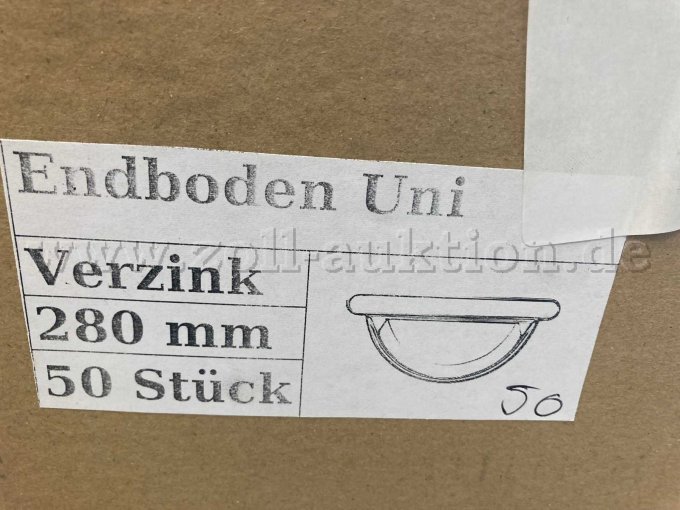 Endboden Uni
www.zoll-auktion.de
Verzink
280 mm
50 Stück
50